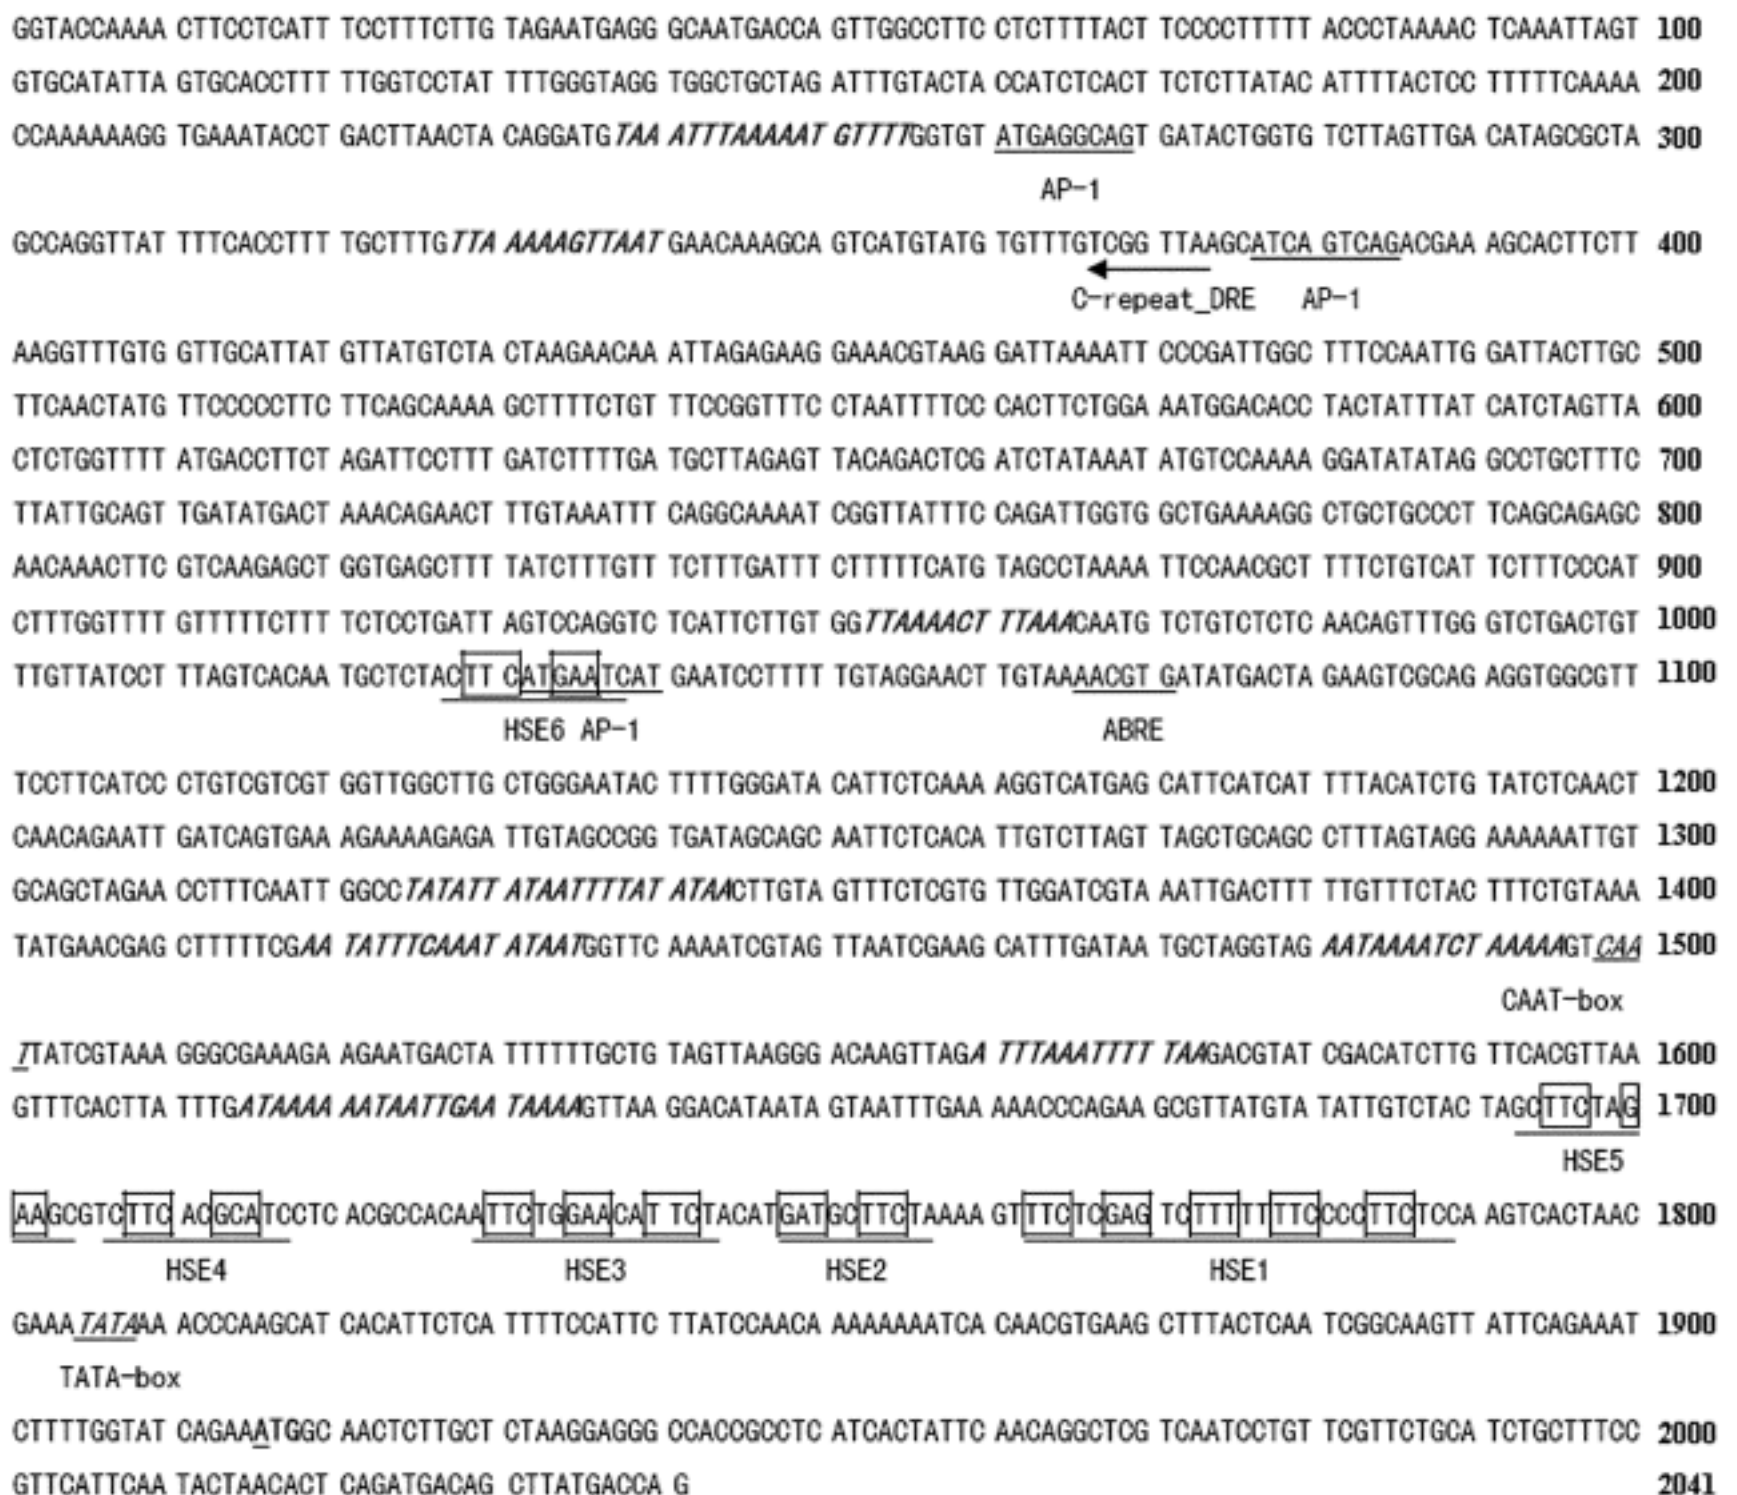 GGTACCAAAA CTTCCTCATT TCCTTTCTTG TAGAATGAGG GCAATGACCA GTTGGCCTTC CTCTTTTACT TCCCCTTTTT ACCCTAAAAC TCAAATTAGT 100
GTGCATATTA GTGCACCTTT TTGGTCCTAT TTTGGGTAGG TGGCTGCTAG ATTTGTACTA CCATCTCACT TCTCTTATAC ATTTTACTCC TTTTTCAAAA 200
CCAAAAAAGG TGAAATACCT GACTTAACTA CAGGATGTAA ATTTAAAAAT GTTTTGGTGT ATGAGGCAGT GATACTGGTG TCTTAGTTGA CATAGCGCTA 300
AP-1
GCCAGGTTAT TTTCACCTTT TGCTTTGTTA AAAAGTTAAT GAACAAAGCA GTCATGTATG TGTTTGTCGG TTAAGCATCA GTCAGACGAA AGCACTTCTT 400
C-repeat_DRE AP-1
AAGGTTTGTG GTTGCATTAT GTTATGTCTA CTAAGAACAA ATTAGAGAAG GAAACGTAAG GATTAAAATT CCCGATTGGC TTTCCAATTG GATTACTTGC 500
TTCAACTATG TTCCCCCTTC TTCAGCAAAA GCTTTTCTGT TTCCGGTTTC CTAATTTTCC CACTTCTGGA AATGGACACC TACTATTTAT CATCTAGTTA 600
CTCTGGTTTT ATGACCTTCT AGATTCCTTT GATCTTTTGA TGCTTAGAGT TACAGACTCG ATCTATAAAT ATGTCCAAAA GGATATATAG GCCTGCTTTC 700
TTATTGCAGT TGATATGACT AAACAGAACT TTGTAAATTT CAGGCAAAAT CGGTTATTTC CAGATTGGTG GCTGAAAAGG CTGCTGCCCT TCAGCAGAGC 800
AACAAACTTC GTCAAGAGCT GGTGAGCTTT TATCTTTGTT TCTTTGATTT CTTTTTCATG TAGCCTAAAA TTCCAACGCT TTTCTGTCAT TCTTTCCCAT 900
CTTTGGTTTT GTTTTTCTTT TCTCCTGATT AGTCCAGGTC TCATTCTTGT GGTTAAAACT TTAAACAATG TCTGTCTCTC AACAGTTTGG GTCTGACTGT 1000
TTGTTATCCT TTAGTCACAA TGCTCTACTT CATGAATCAT GAATCCTTTT TGTAGGAACT TGTAAAACGT GATATGACTA GAAGTCGCAG AGGTGGCGTT 1100
HSE6 AP-1 ABRE
TCCTTCATCC CTGTCGTCGT GGTTGGCTTG CTGGGAATAC TTTTGGGATA CATTCTCAAA AGGTCATGAG CATTCATCAT TTTACATCTG TATCTCAACT 1200
CAACAGAATT GATCAGTGAA AGAAAAGAGA TTGTAGCCGG TGATAGCAGC AATTCTCACA TTGTCTTAGT TAGCTGCAGC CTTTAGTAGG AAAAAATTGT 1300
GCAGCTAGAA CCTTTCAATT GGCCTATATT ATAATTTTAT ATAACTTGTA GTTTCTCGTG TTGGATCGTA AATTGACTTT TTGTTTCTAC TTTCTGTAAA 1400
TATGAACGAG CTTTTTCGAA TATTTCAAAT ATAATGGTTC AAAATCGTAG TTAATCGAAG CATTTGATAA TGCTAGGTAG AATAAAATCT AAAAAGTCAA 1500
CAAT-box
TTATCGTAAA GGGCGAAAGA AGAATGACTA TTTTTTGCTG TAGTTAAGGG ACAAGTTAGA TTTAAATTTT TAAGACGTAT CGACATCTTG TTCACGTTAA 1600
GTTTCACTTA TTTGATAAAA AATAATTGAA TAAAAGTTAA GGACATAATA GTAATTTGAA AAACCCAGAA GCGTTATGTA TATTGTCTAC TAGCTTCTAG 1700
HSE5
AAGCGTCTTC ACGCATCCTC ACGCCACAAT TCTGGAACAT TCTACATGAT GCTTCTAAAA GTTTCTCGAG TCTTTTTTTC CCCTTCTCCA AGTCACTAAC 1800
HSE4 HSE3 HSE2 HSE1
GAAATATAAA ACCCAAGCAT CACATTCTCA TTTTCCATTC TTATCCAACA AAAAAAATCA CAACGTGAAG CTTTACTCAA TCGGCAAGTT ATTCAGAAAT 1900
TATA-box
CTTTTGGTAT CAGAAATGGC AACTCTTGCT CTAAGGAGGG CCACCGCCTC ATCACTATTC AACAGGCTCG TCAATCCTGT TCGTTCTGCA TCTGCTTTCC 2000
GTTCATTCAA TACTAACACT CAGATGACAG CTTATGACCA G 2041